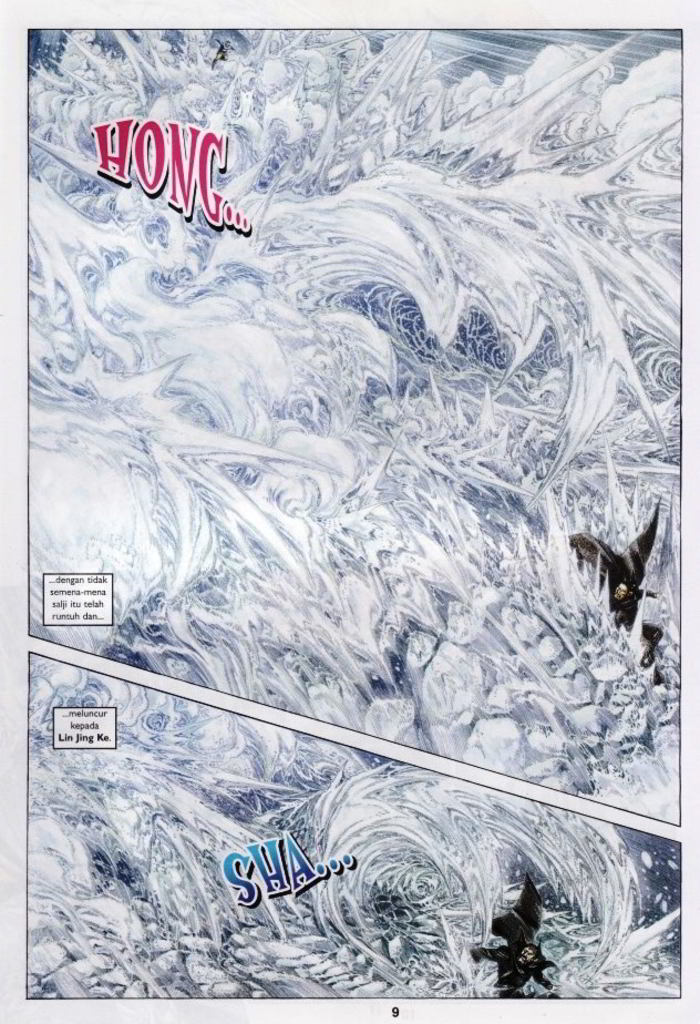 HONG...
...dengan tidak
semena-mena
salji itu telah
runtuh dan...
...meluncur
kepada
Lin Jing Ke.
SHA...
9